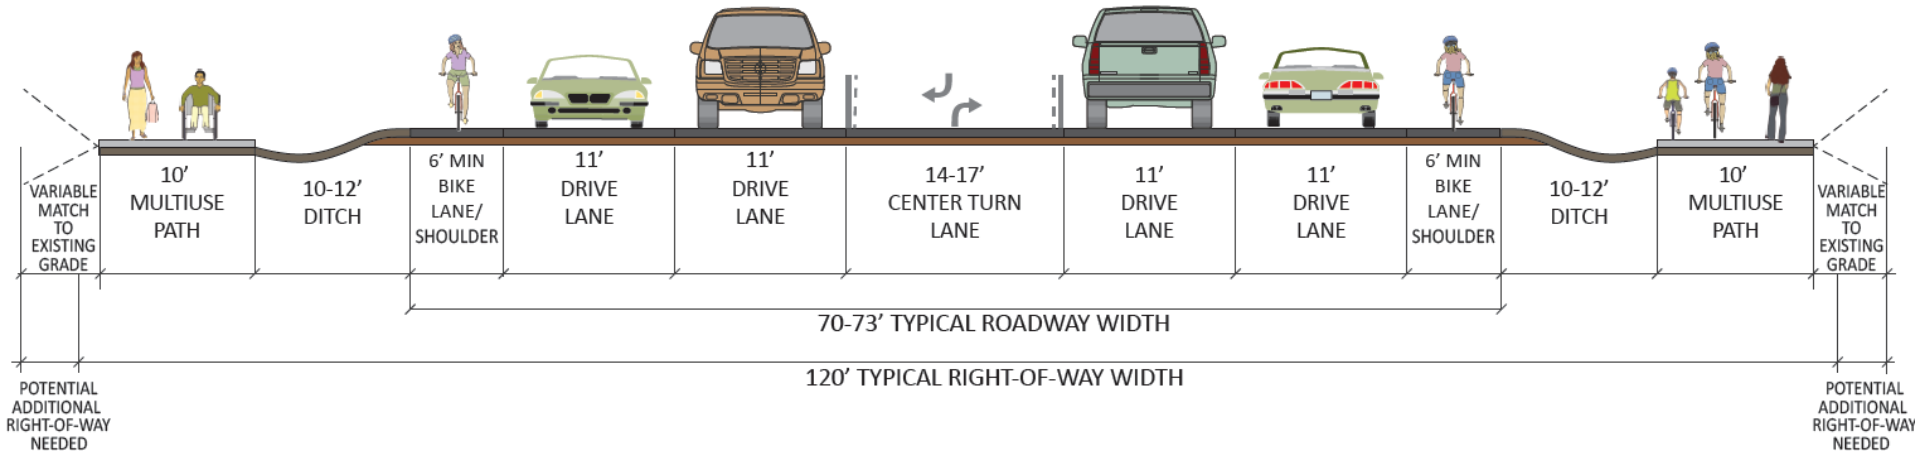 VARIABLE
MATCH
TO
EXISTING
GRADE
10’
MULTIUSE
PATH
10-12’
DITCH
6’ MIN
BIKE
LANE/
SHOULDER
11’
DRIVE
LANE
11’
DRIVE
LANE
14-17’
CENTER TURN
LANE
11’
DRIVE
LANE
11’
DRIVE
LANE
6’ MIN
BIKE
LANE/
SHOULDER
10-12’
DITCH
10’
MULTIUSE
PATH
VARIABLE
MATCH
TO
EXISTING
GRADE
70-73’ TYPICAL ROADWAY WIDTH
120’ TYPICAL RIGHT-OF-WAY WIDTH
POTENTIAL
ADDITIONAL
RIGHT-OF-WAY
NEEDED
POTENTIAL
ADDITIONAL
RIGHT-OF-WAY
NEEDED